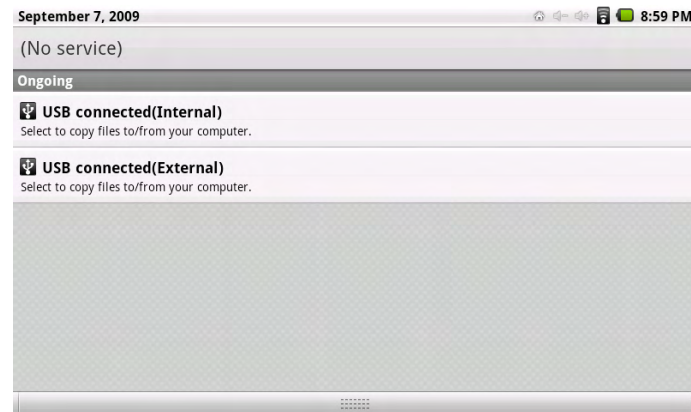 September 7, 2009 8:59 PM
(No service)
Ongoing
USB connected(Internal)
Select to copy files to/from your computer.
USB connected(External)
Select to copy files to/from your computer.